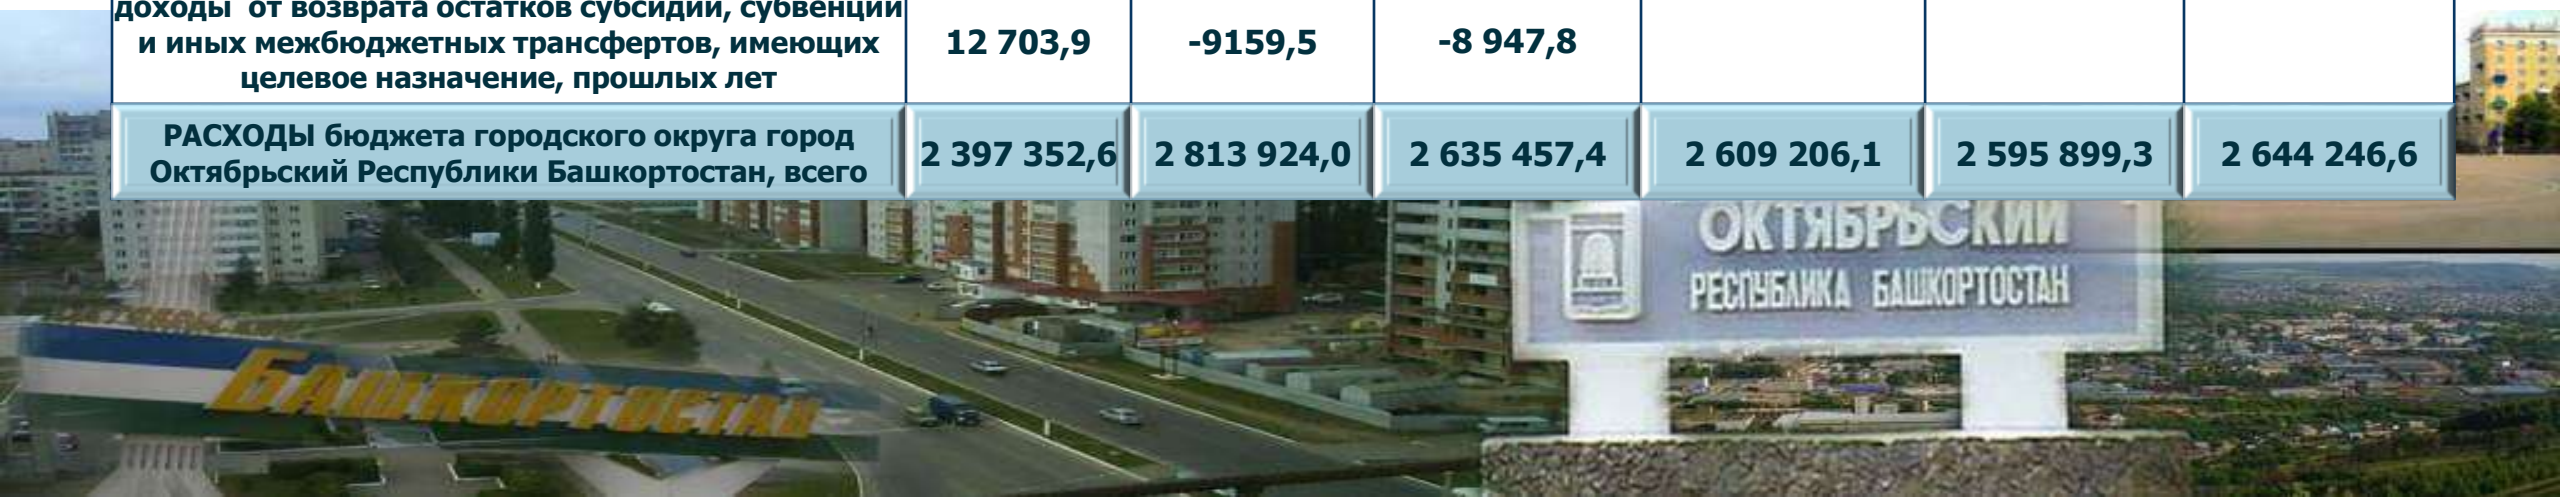 доходы от возврата остатков субсидий, субвенций
и иных межбюджетных трансфертов, имеющих
целевое назначение, прошлых лет
12 703,9
-9159,5
-8 947,8
РАСХОДЫ бюджета городского округа город
Октябрьский Республики Башкортостан, всего
2 397 352,6
2 813 924,0
2 635 457,4
2 609 206,1
2 595 899,3
2 644 246,6
ОКТЯБРЬСКИЙ
РЕСПУБЛИКА БАШКОРТОСТАН
БАШКОРТОСТАН